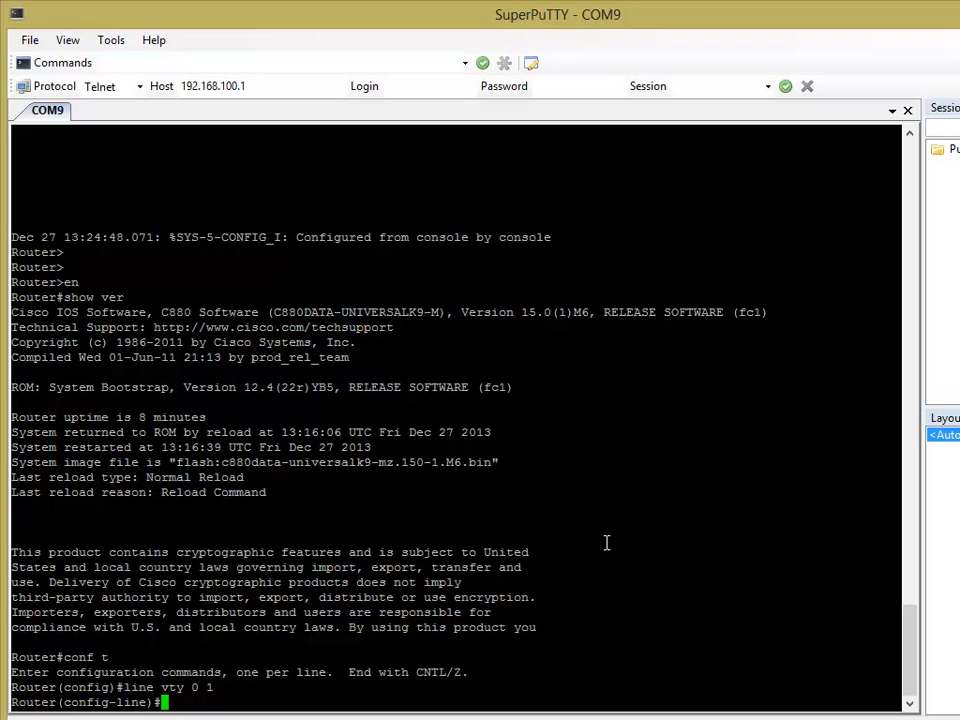 SuperPuTTY - COM9
File View Tools Help
Commands
Protocol Telnet Host 192.168.100.1 Login Password Session
COM9
Sessio
Pu
Dec 27 13:24:48.071: %SYS-5-CONFIG_I: Configured from console by console
Router>
Router>
Router>en
Router#show ver
Cisco IOS Software, C880 Software (C880DATA-UNIVERSALK9-M), Version 15.0(1)M6, RELEASE SOFTWARE (fc1)
Technical Support: http://www.cisco.com/techsupport
Copyright (c) 1986-2011 by Cisco Systems, Inc.
Compiled Wed 01-Jun-11 21:13 by prod_rel_team
ROM: System Bootstrap, Version 12.4(22r)YB5, RELEASE SOFTWARE (fc1)
Router uptime is 8 minutes
System returned to ROM by reload at 13:16:06 UTC Fri Dec 27 2013
System restarted at 13:16:39 UTC Fri Dec 27 2013
System image file is "flash:c880data-universalk9-mz.150-1.M6.bin"
Last reload type: Normal Reload
Last reload reason: Reload Command
This product contains cryptographic features and is subject to United
States and local country laws governing import, export, transfer and
use. Delivery of Cisco cryptographic products does not imply
third-party authority to import, export, distribute or use encryption.
Importers, exporters, distributors and users are responsible for
compliance with U.S. and local country laws. By using this product you
Router#conf t
Enter configuration commands, one per line.  End with CNTL/Z.
Router(config)#line vty 0 1
Router(config-line)#
Layou
<Auto